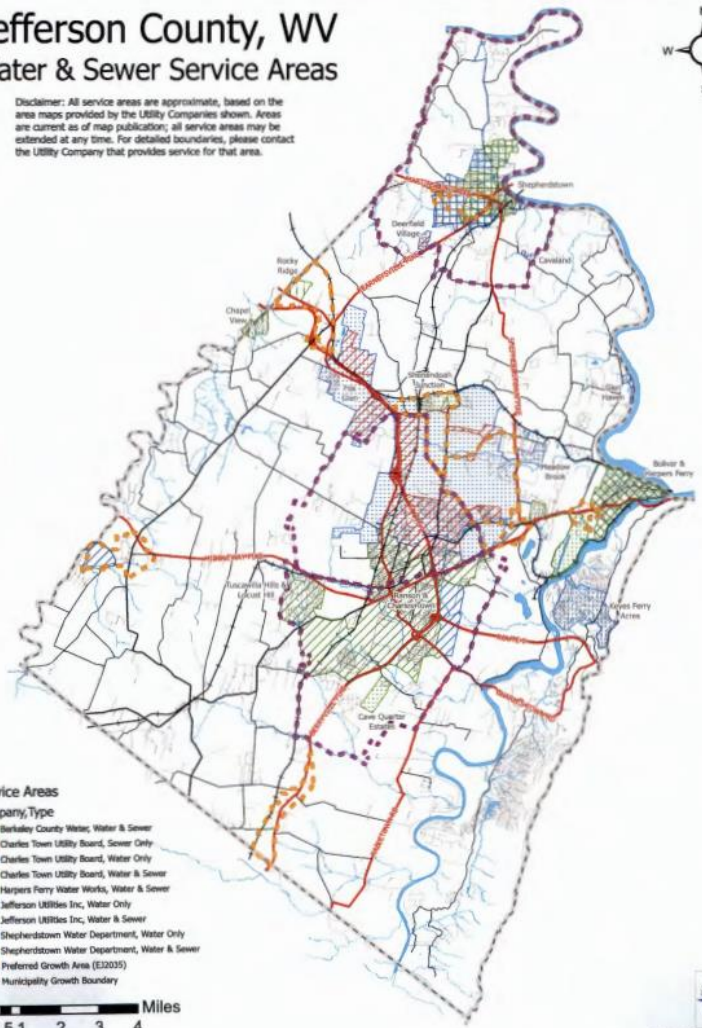 efferson County, WV
ater & Sewer Service Areas
Disclaimer: All service areas are approximate, based on the
area maps provided by the Utility Companies shown. Areas
are current as of map publication; all service areas may be
extended at any time. For detailed boundaries, please contact
the Utility Company that provides service for that area.
W
Shepherdstown
Deerfield
Village
Cavaland
Rocky
Ridge
Chapel
View
Shenandoah
Junction
Meadow
Brook
Bolivar &
Harpers Ferry
Tuscawilla Hills &
Locust Hill
Ranson &
Charles Town
Keyes Ferry
Acres
Cave Quarter
Estates
vice Areas
pany,Type
Berkeley County Water, Water & Sewer
Charles Town Utility Board, Sewer Only
Charles Town Utility Board, Water Only
Charles Town Utility Board, Water & Sewer
Harpers Ferry Water Works, Water & Sewer
Jefferson Utilities Inc, Water Only
Jefferson Utilities Inc, Water & Sewer
Shepherdstown Water Department, Water Only
Shepherdstown Water Department, Water & Sewer
Preferred Growth Area (EJ2035)
Municipality Growth Boundary
Miles
5 1 2 3 4